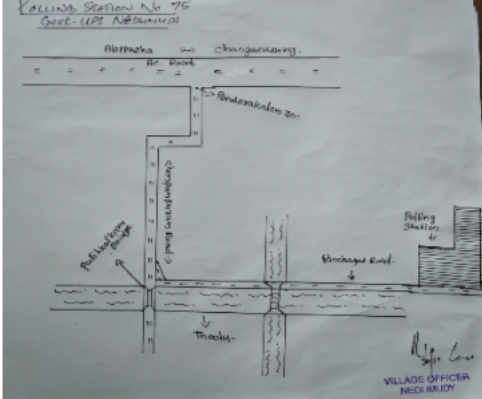 POLLING STATION No 75
GOVT- UPS NEDUMUDI
Alappuzha ↔ Changanassery.
AC Road
Pandarakalam Jn.
Polling
Station
Bridge
Panchayat Road.
Thodu.
VILLAGE OFFICER
NEDUMUDY